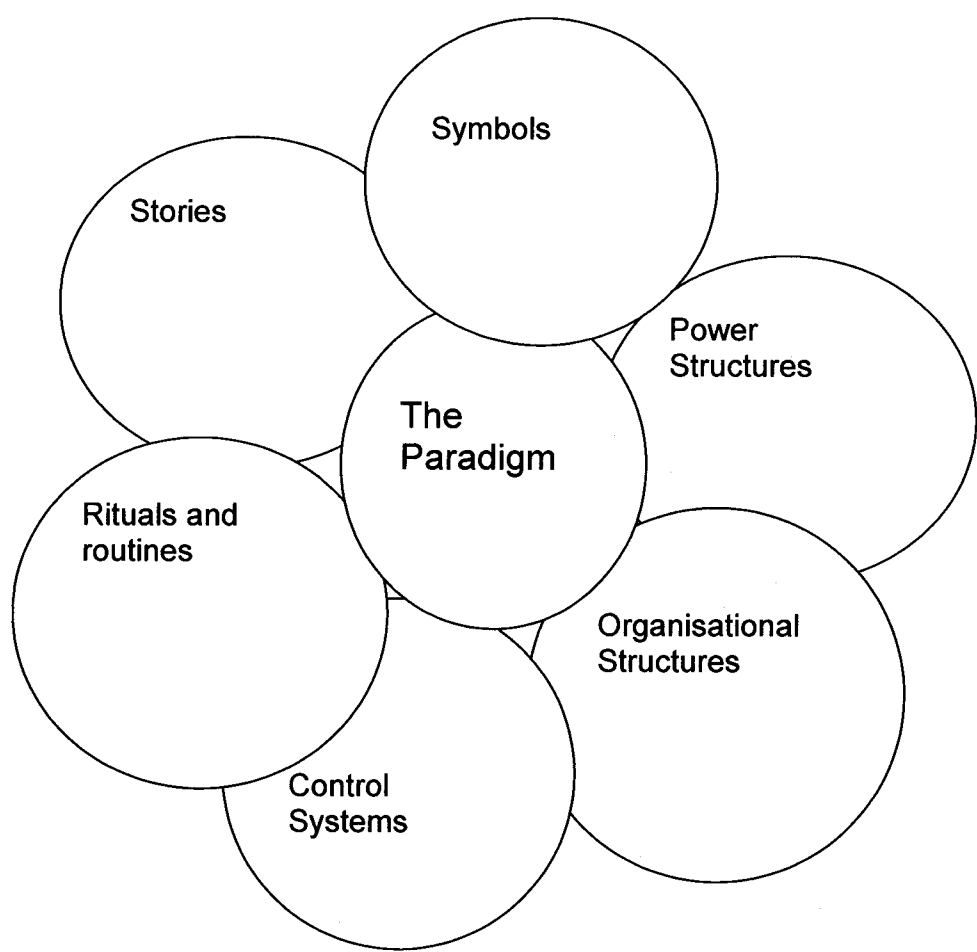 Symbols
Stories
Power
Structures
The
Paradigm
Rituals and
routines
Organisational
Structures
Control
Systems